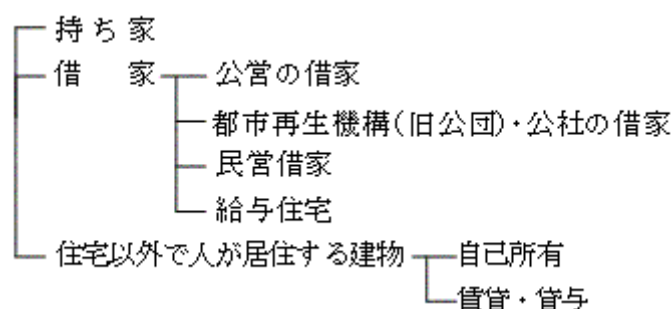 持ち家
借家 公営の借家
都市再生機構(旧公団)・公社の借家
民営借家
給与住宅
住宅以外で人が居住する建物 自己所有
賃貸・貸与